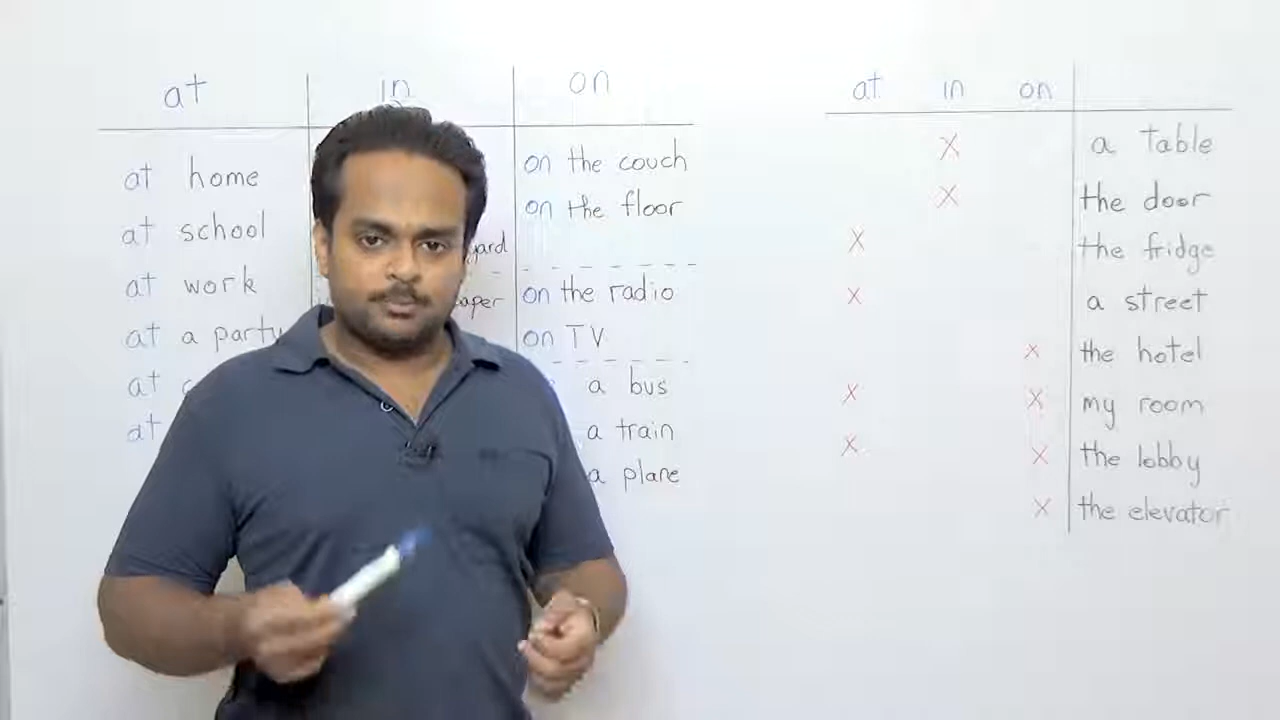 at in on
at home
on the couch
at school
on the floor
at work
on the radio
at a party
on TV
at
a bus
at
a train
a plane
at in on
X a table
X the door
X the fridge
X a street
X the hotel
X X my room
X X the lobby
X the elevator